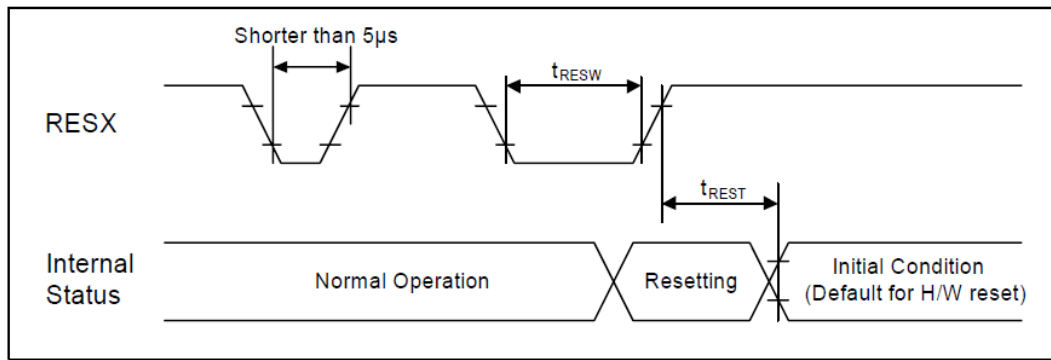 Shorter than 5µs
tRESW
RESX
tREST
Internal
Status
Normal Operation
Resetting
Initial Condition
(Default for H/W reset)